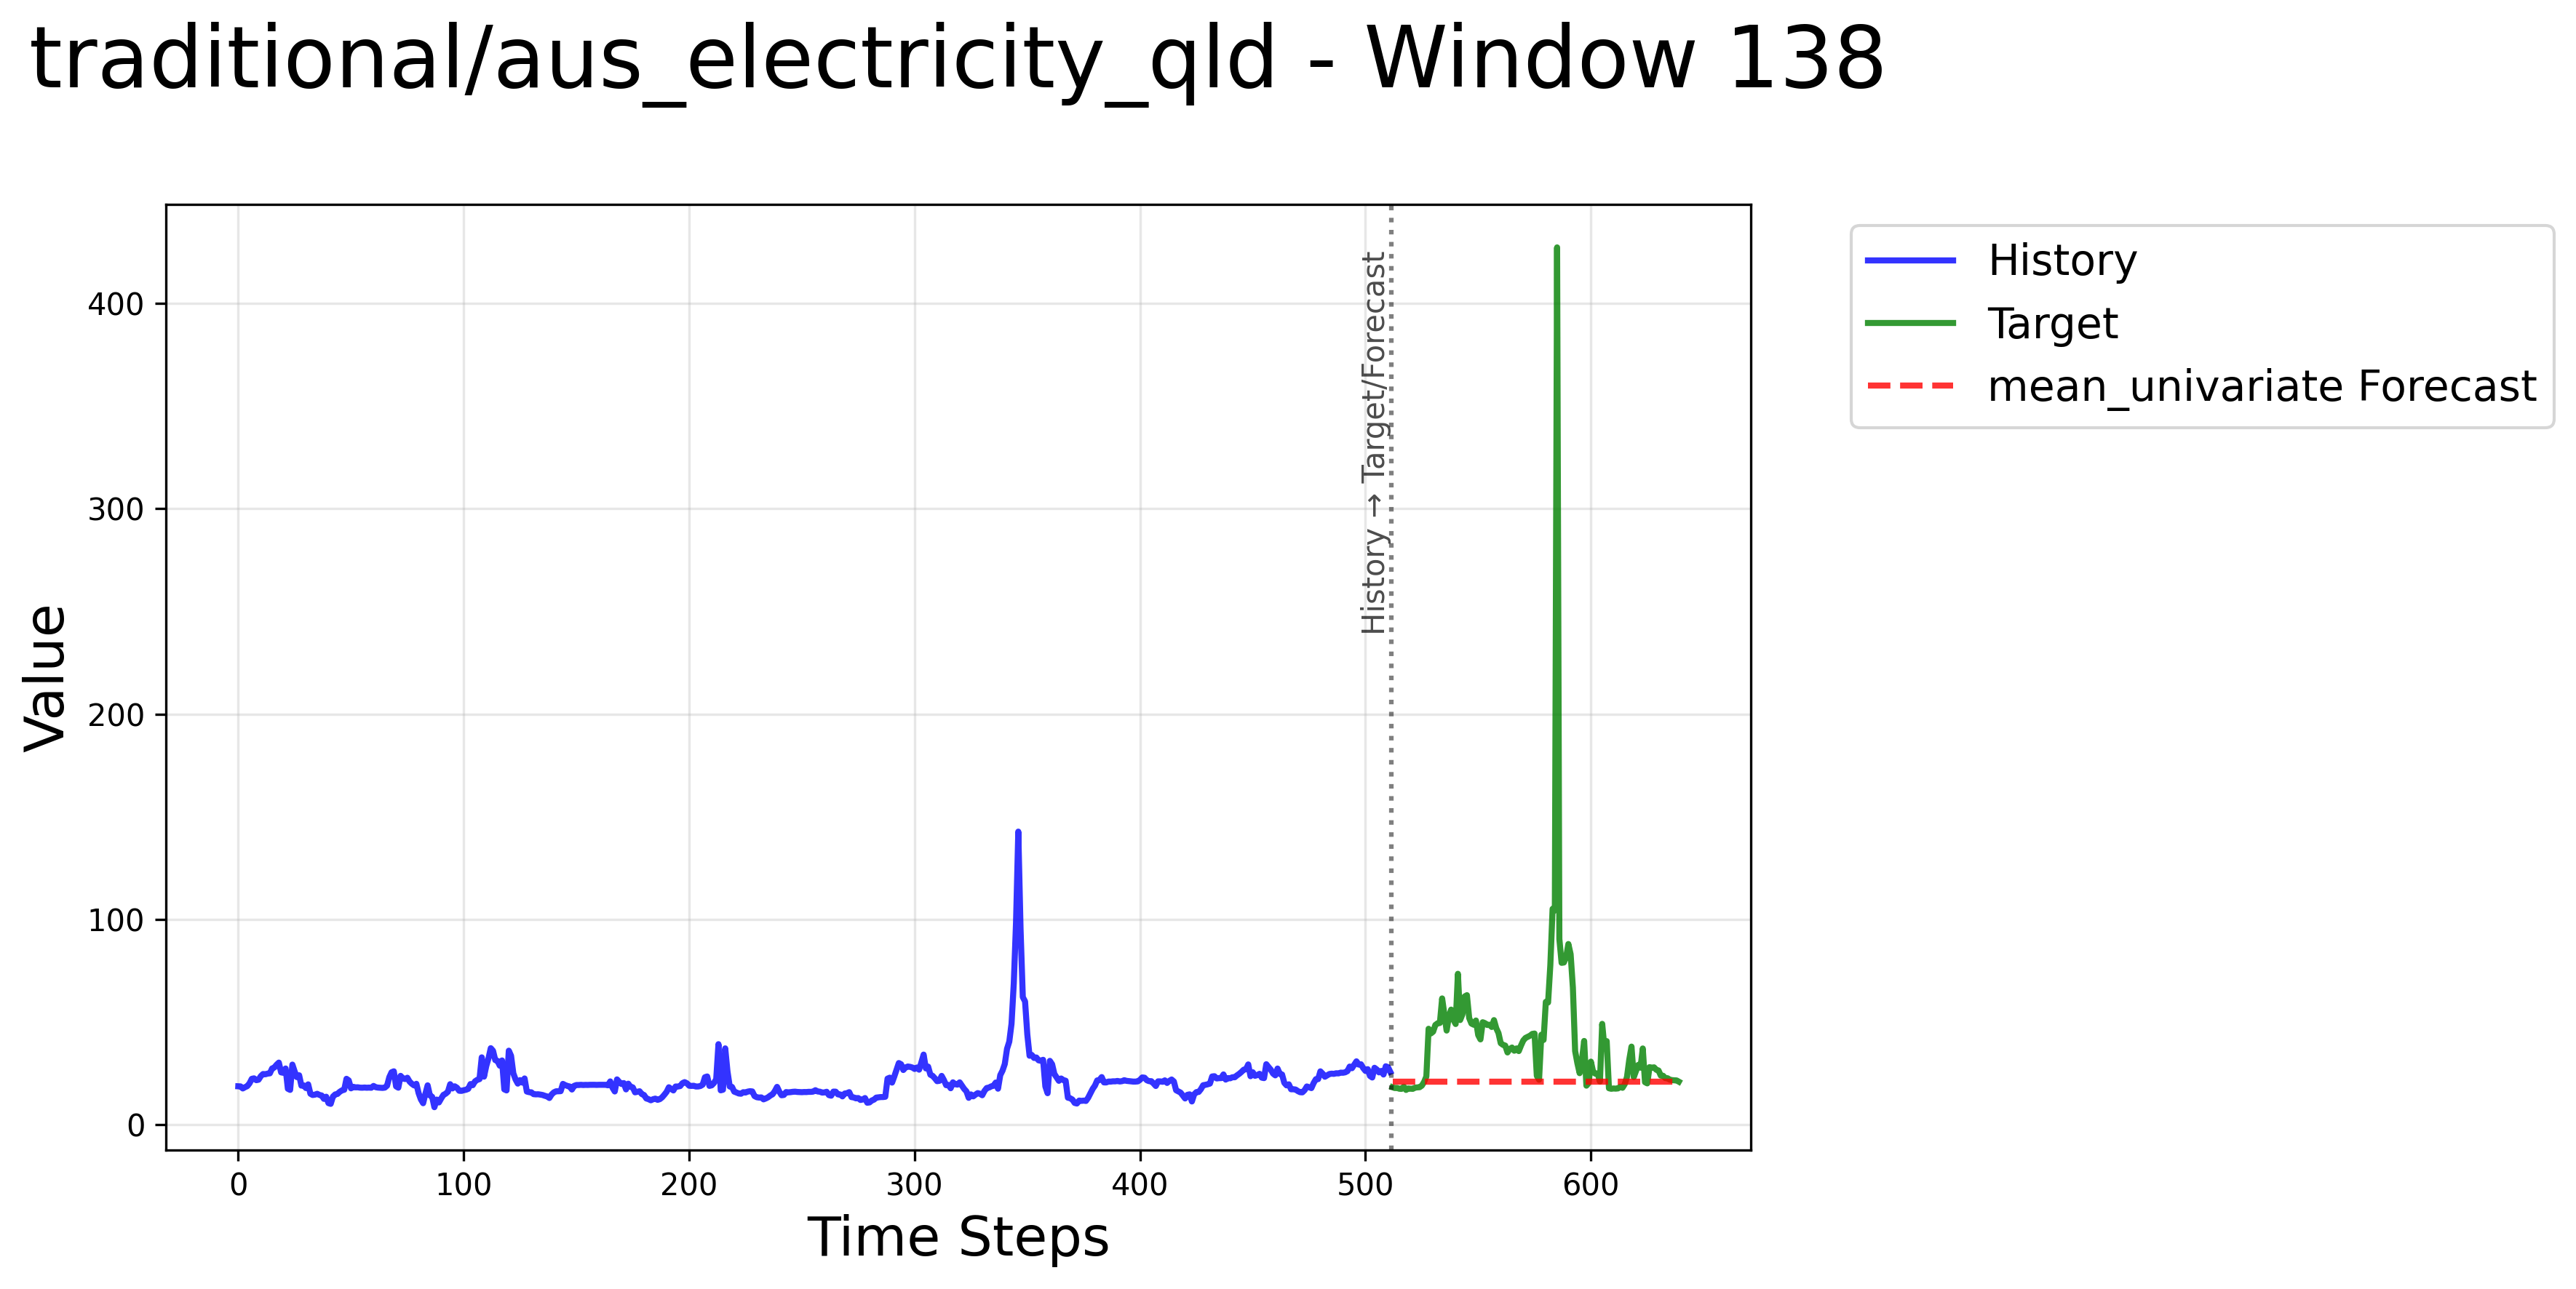 traditional/aus_electricity_qld - Window 138
History
Target
mean_univariate Forecast
History → Target/Forecast
Value
400
300
200
100
0
0 100 200 300 400 500 600
Time Steps